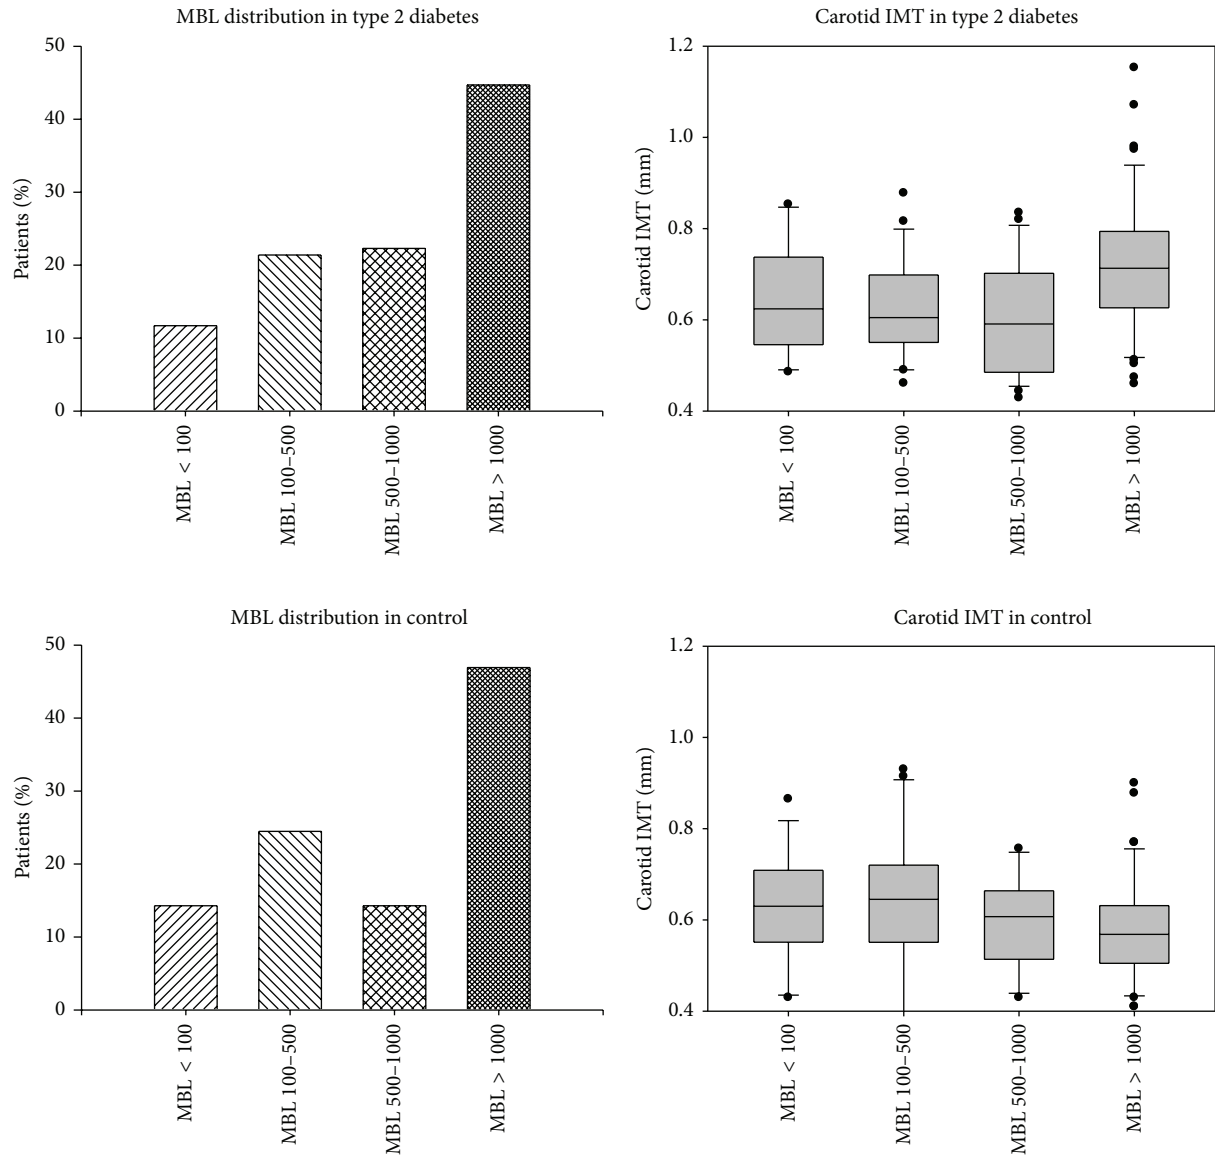 MBL distribution in type 2 diabetes
Patients (%)
50
40
30
20
10
0
MBL < 100
MBL 100–500
MBL 500–1000
MBL > 1000
Carotid IMT in type 2 diabetes
Carotid IMT (mm)
1.2
1.0
0.8
0.6
0.4
MBL < 100
MBL 100–500
MBL 500–1000
MBL > 1000
MBL distribution in control
Patients (%)
50
40
30
20
10
0
MBL < 100
MBL 100–500
MBL 500–1000
MBL > 1000
Carotid IMT in control
Carotid IMT (mm)
1.2
1.0
0.8
0.6
0.4
MBL < 100
MBL 100–500
MBL 500–1000
MBL > 1000